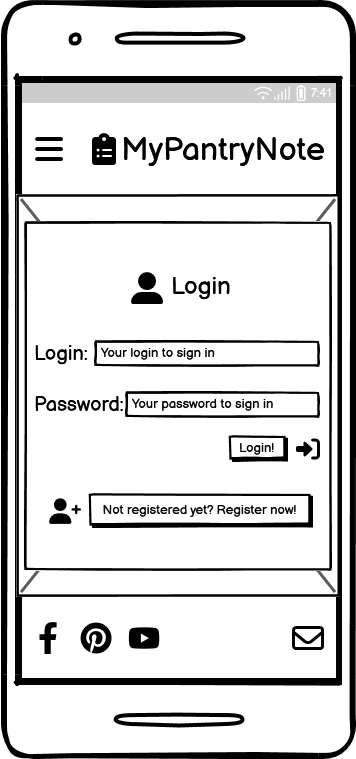 7:41
MyPantryNote
Login
Login: Your login to sign in
Password: Your password to sign in
Login!
Not registered yet? Register now!